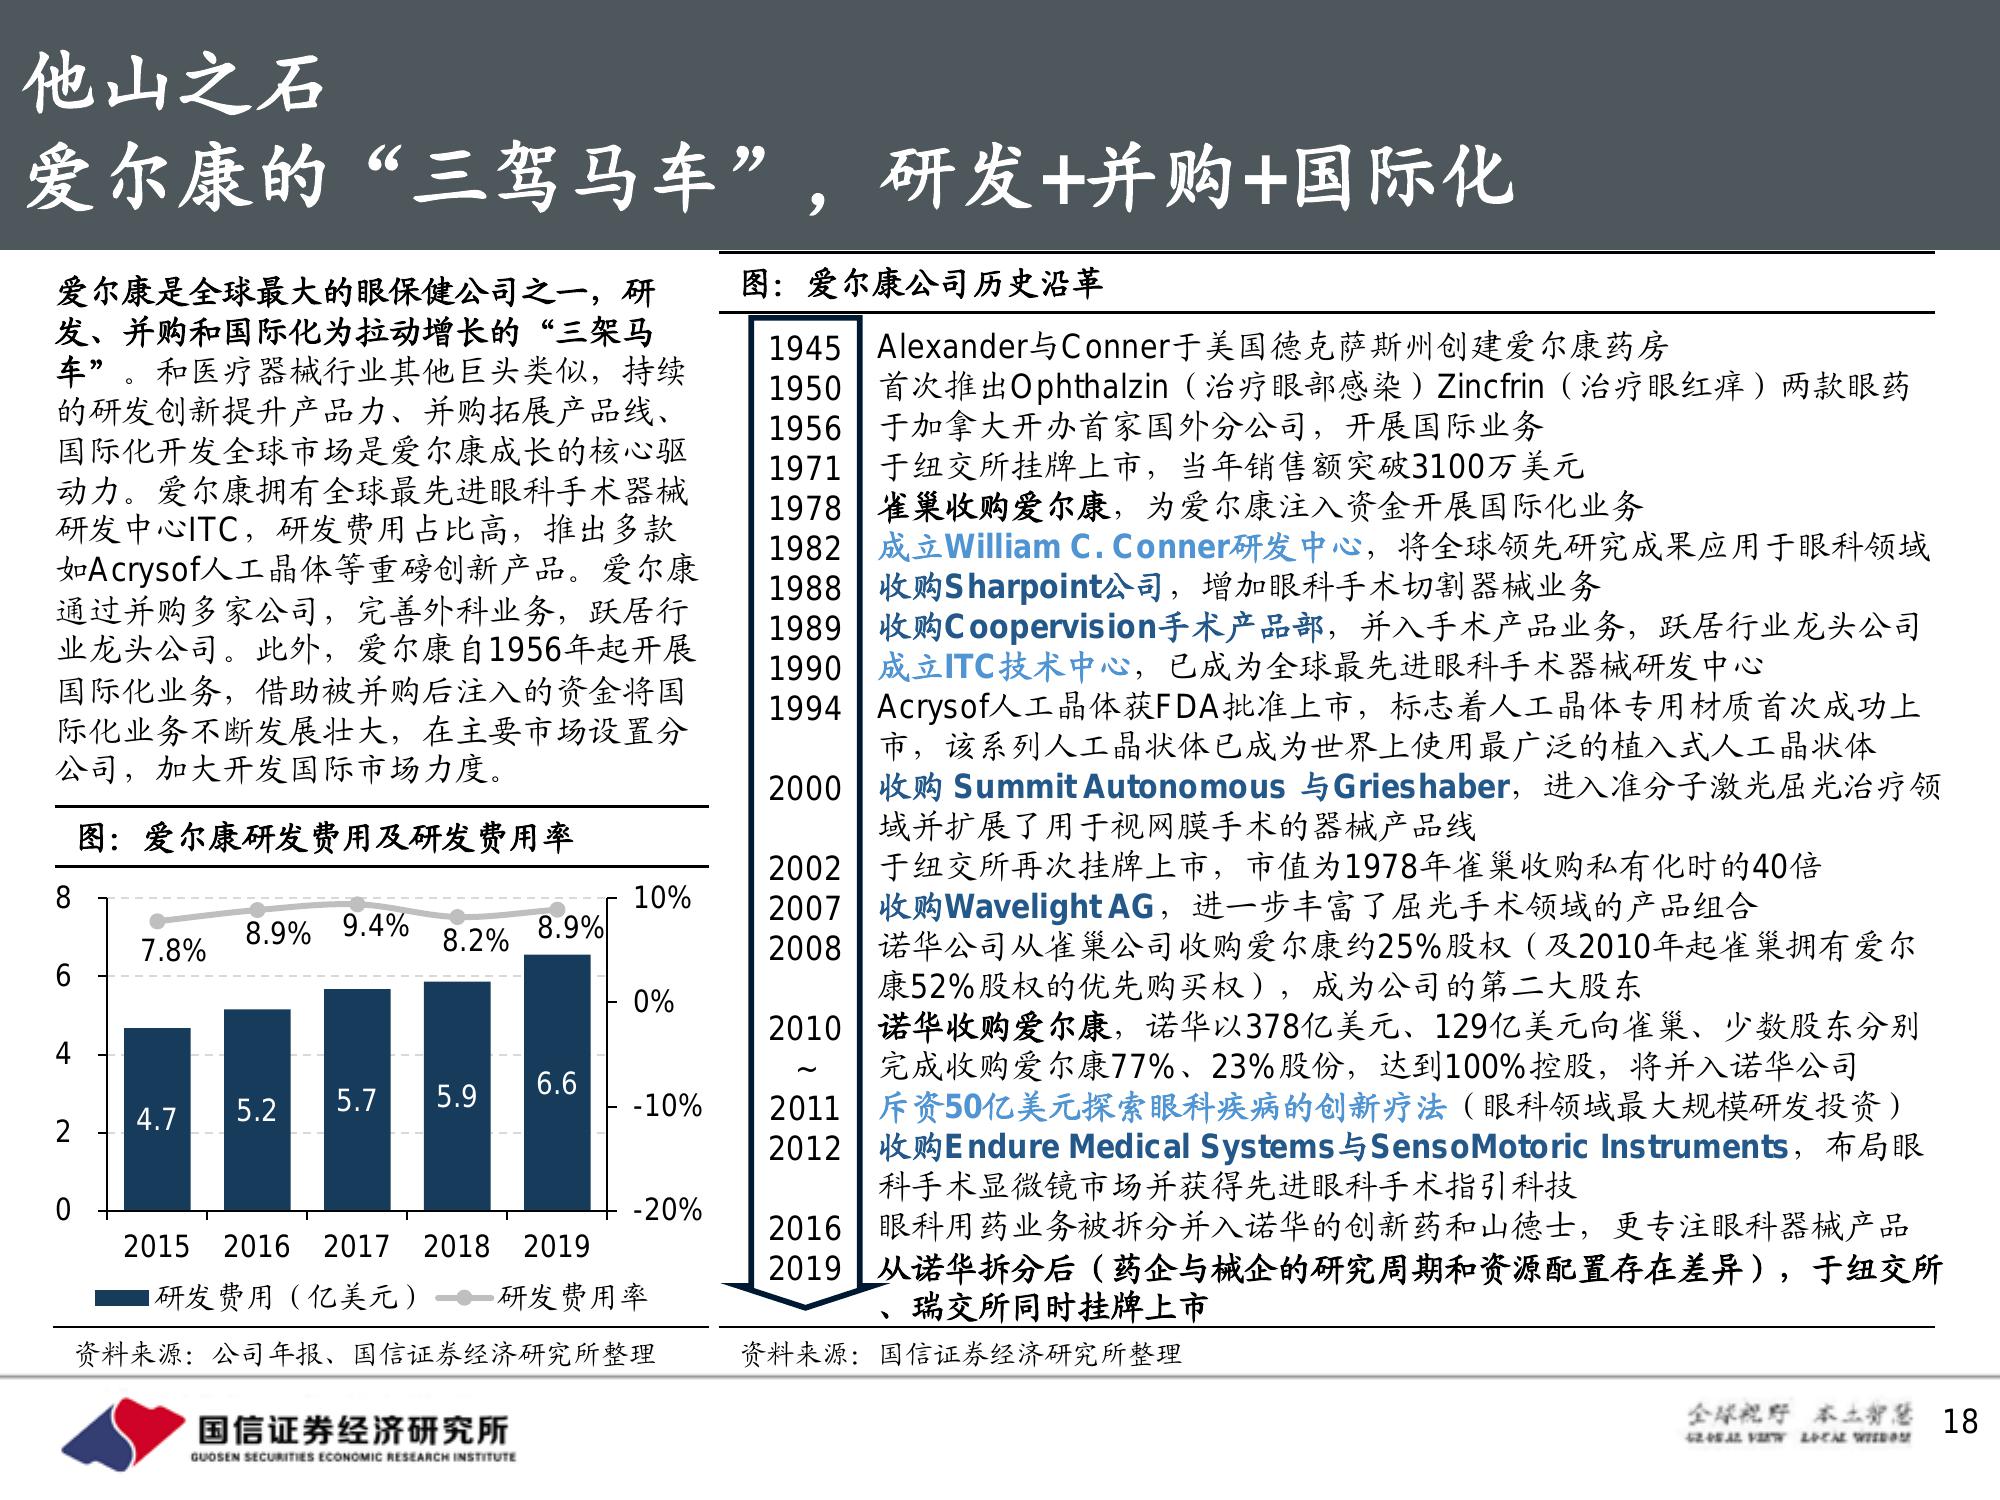 他山之石
爱尔康的“三驾马车”，研发+并购+国际化
爱尔康是全球最大的眼保健公司之一，研
发、并购和国际化为拉动增长的“三架马
车”。和医疗器械行业其他巨头类似，持续
的研发创新提升产品力、并购拓展产品线、
国际化开发全球市场是爱尔康成长的核心驱
动力。爱尔康拥有全球最先进眼科手术器械
研发中心ITC，研发费用占比高，推出多款
如Acrysof人工晶体等重磅创新产品。爱尔康
通过并购多家公司，完善外科业务，跃居行
业龙头公司。此外，爱尔康自1956年起开展
国际化业务，借助被并购后注入的资金将国
际化业务不断发展壮大，在主要市场设置分
公司，加大开发国际市场力度。
图：爱尔康研发费用及研发费用率
8
6
4
2
0
10%
0%
-10%
-20%
7.8%
8.9%
9.4%
8.2%
8.9%
4.7
5.2
5.7
5.9
6.6
2015 2016 2017 2018 2019
研发费用（亿美元） 研发费用率
资料来源：公司年报、国信证券经济研究所整理
图：爱尔康公司历史沿革
1945 Alexander与Conner于美国德克萨斯州创建爱尔康药房
1950 首次推出Ophthalzin（治疗眼部感染）Zincfrin（治疗眼红痒）两款眼药
1956 于加拿大开办首家国外分公司，开展国际业务
1971 于纽交所挂牌上市，当年销售额突破3100万美元
1978 雀巢收购爱尔康，为爱尔康注入资金开展国际化业务
1982 成立William C. Conner研发中心，将全球领先研究成果应用于眼科领域
1988 收购Sharpoint公司，增加眼科手术切割器械业务
1989 收购Coopervision手术产品部，并入手术产品业务，跃居行业龙头公司
1990 成立ITC技术中心，已成为全球最先进眼科手术器械研发中心
1994 Acrysof人工晶体获FDA批准上市，标志着人工晶体专用材质首次成功上
市，该系列人工晶状体已成为世界上使用最广泛的植入式人工晶状体
2000 收购 Summit Autonomous 与Grieshaber，进入准分子激光屈光治疗领
域并扩展了用于视网膜手术的器械产品线
2002 于纽交所再次挂牌上市，市值为1978年雀巢收购私有化时的40倍
2007 收购Wavelight AG，进一步丰富了屈光手术领域的产品组合
2008 诺华公司从雀巢公司收购爱尔康约25%股权（及2010年起雀巢拥有爱尔
康52%股权的优先购买权），成为公司的第二大股东
2010 诺华收购爱尔康，诺华以378亿美元、129亿美元向雀巢、少数股东分别
~ 完成收购爱尔康77%、23%股份，达到100%控股，将并入诺华公司
2011 斥资50亿美元探索眼科疾病的创新疗法（眼科领域最大规模研发投资）
2012 收购Endure Medical Systems与SensoMotoric Instruments，布局眼
科手术显微镜市场并获得先进眼科手术指引科技
2016 眼科用药业务被拆分并入诺华的创新药和山德士，更专注眼科器械产品
2019 从诺华拆分后（药企与械企的研究周期和资源配置存在差异），于纽交所
、瑞交所同时挂牌上市
资料来源：国信证券经济研究所整理
国信证券经济研究所
GUOSEN SECURITIES ECONOMIC RESEARCH INSTITUTE
全球视野 本土智慧
GLOBAL VIEW LOCAL WISDOM
18